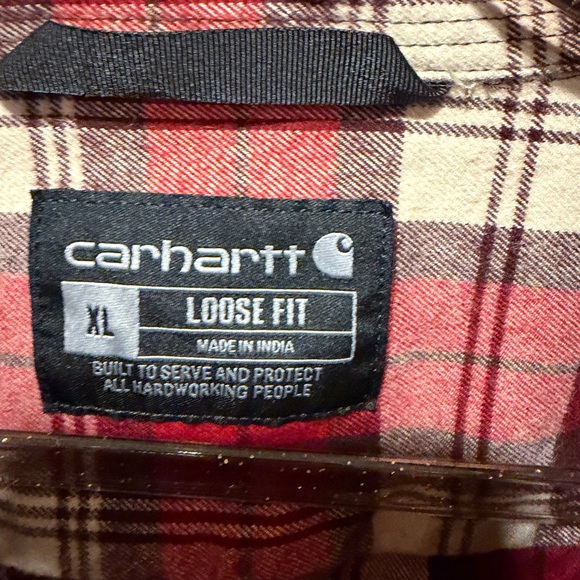 carhartt
XL
LOOSE FIT
MADE IN INDIA
BUILT TO SERVE AND PROTECT
ALL HARDWORKING PEOPLE